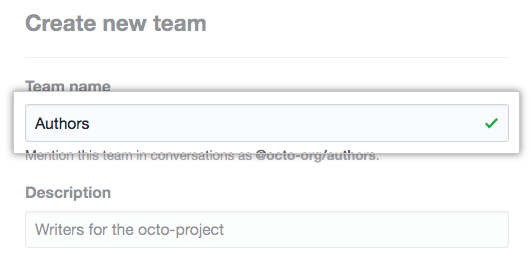 Create new team
Team name
Authors
Mention this team in conversations as @octo-org/authors.
Description
Writers for the octo-project